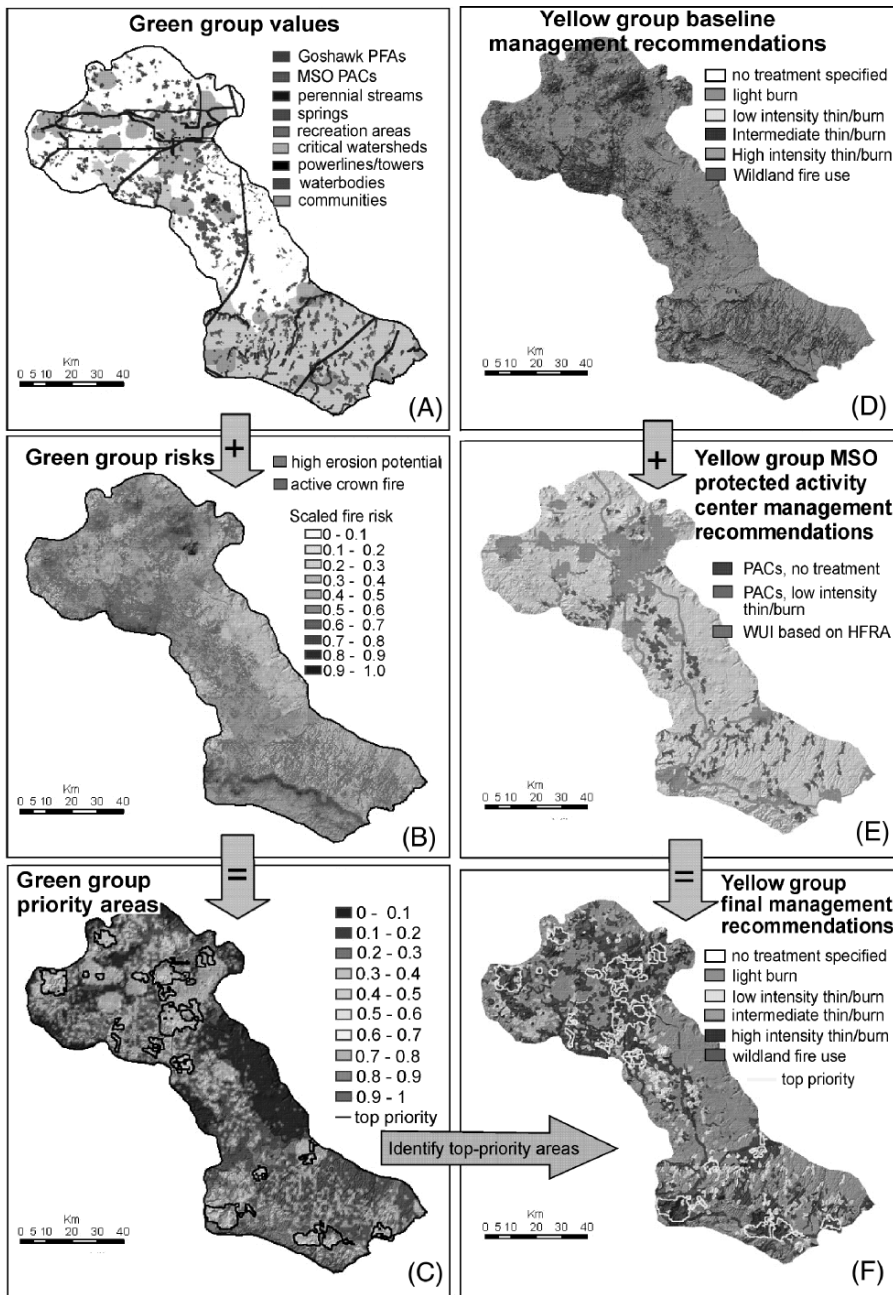 Green group values
Goshawk PFAs
MSO PACs
perennial streams
springs
recreation areas
critical watersheds
powerlines/towers
waterbodies
communities
Km
0 5 10 20 30 40
(A)
+
Green group risks
high erosion potential
active crown fire
Scaled fire risk
0 - 0.1
0.1 - 0.2
0.2 - 0.3
0.3 - 0.4
0.4 - 0.5
0.5 - 0.6
0.6 - 0.7
0.7 - 0.8
0.8 - 0.9
0.9 - 1.0
Km
0 5 10 20 30 40
(B)
=
Green group
priority areas
0 - 0.1
0.1 - 0.2
0.2 - 0.3
0.3 - 0.4
0.4 - 0.5
0.5 - 0.6
0.6 - 0.7
0.7 - 0.8
0.8 - 0.9
0.9 - 1
top priority
Km
0 5 10 20 30 40
(C)
Identify top-priority areas
Yellow group baseline
management recommendations
no treatment specified
light burn
low intensity thin/burn
Intermediate thin/burn
High intensity thin/burn
Wildland fire use
Km
0 5 10 20 30 40
(D)
+
Yellow group MSO
protected activity
center management
recommendations
PACs, no treatment
PACs, low intensity
thin/burn
WUI based on HFRA
Km
0 5 10 20 30 40
(E)
=
Yellow group
final management
recommendations
no treatment specified
light burn
low intensity thin/burn
intermediate thin/burn
high intensity thin/burn
wildland fire use
top priority
Km
0 5 10 20 30 40
(F)